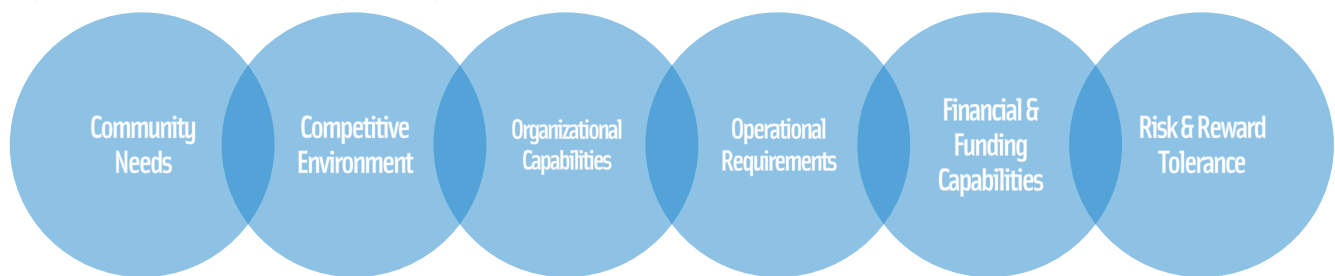 Community
Needs
Competitive
Environment
Organizational
Capabilities
Operational
Requirements
Financial &
Funding
Capabilities
Risk & Reward
Tolerance